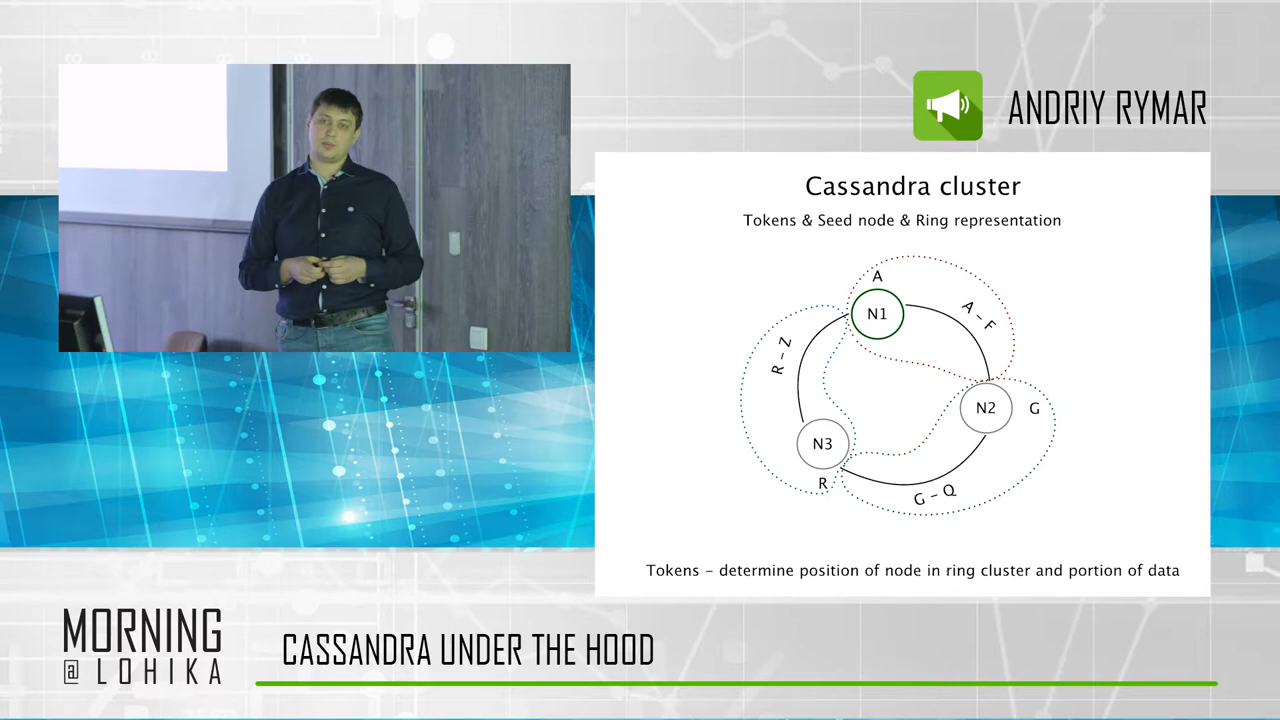 ANDRIY RYMAR
Cassandra cluster
Tokens & Seed node & Ring representation
A
N1
A – F
R – Z
N2
G
N3
R
G – Q
Tokens – determine position of node in ring cluster and portion of data
MORNING
@ LOHIKA
CASSANDRA UNDER THE HOOD